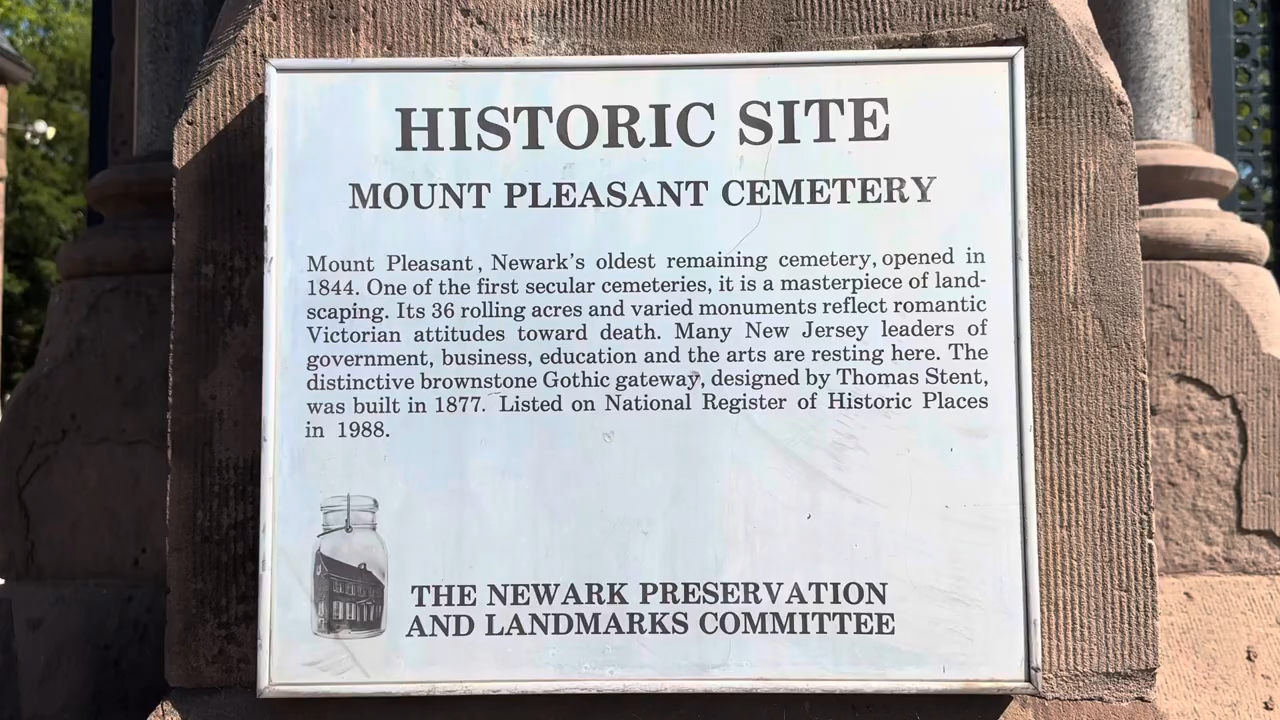 HISTORIC SITE
MOUNT PLEASANT CEMETERY
Mount Pleasant, Newark's oldest remaining cemetery, opened in
1844. One of the first secular cemeteries, it is a masterpiece of land-
scaping. Its 36 rolling acres and varied monuments reflect romantic
Victorian attitudes toward death. Many New Jersey leaders of
government, business, education and the arts are resting here. The
distinctive brownstone Gothic gateway, designed by Thomas Stent,
was built in 1877. Listed on National Register of Historic Places
in 1988.
THE NEWARK PRESERVATION
AND LANDMARKS COMMITTEE